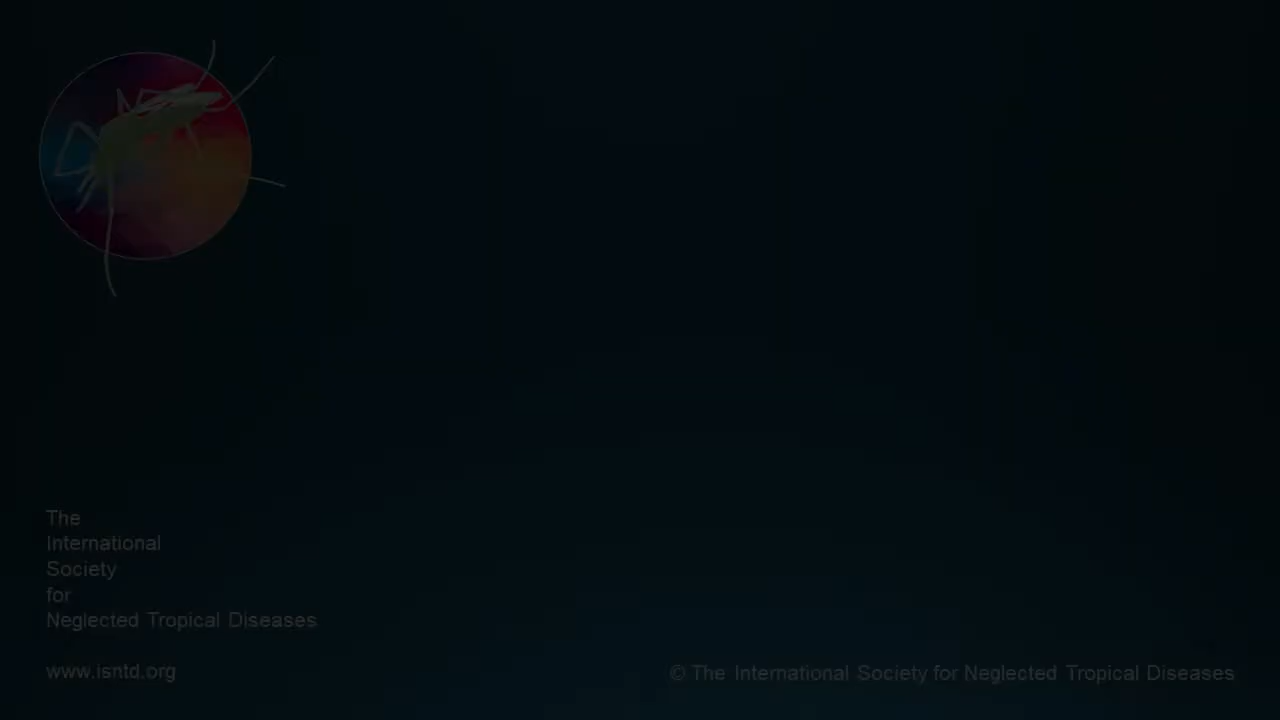 The
International
Society
for
Neglected Tropical Diseases
www.isntd.org
© The International Society for Neglected Tropical Diseases